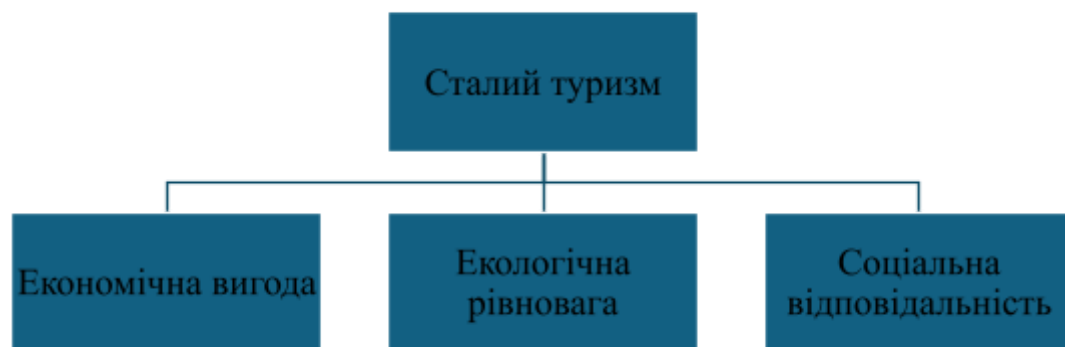 Сталий туризм
Економічна вигода
Екологічна
рівновага
Соціальна
відповідальність